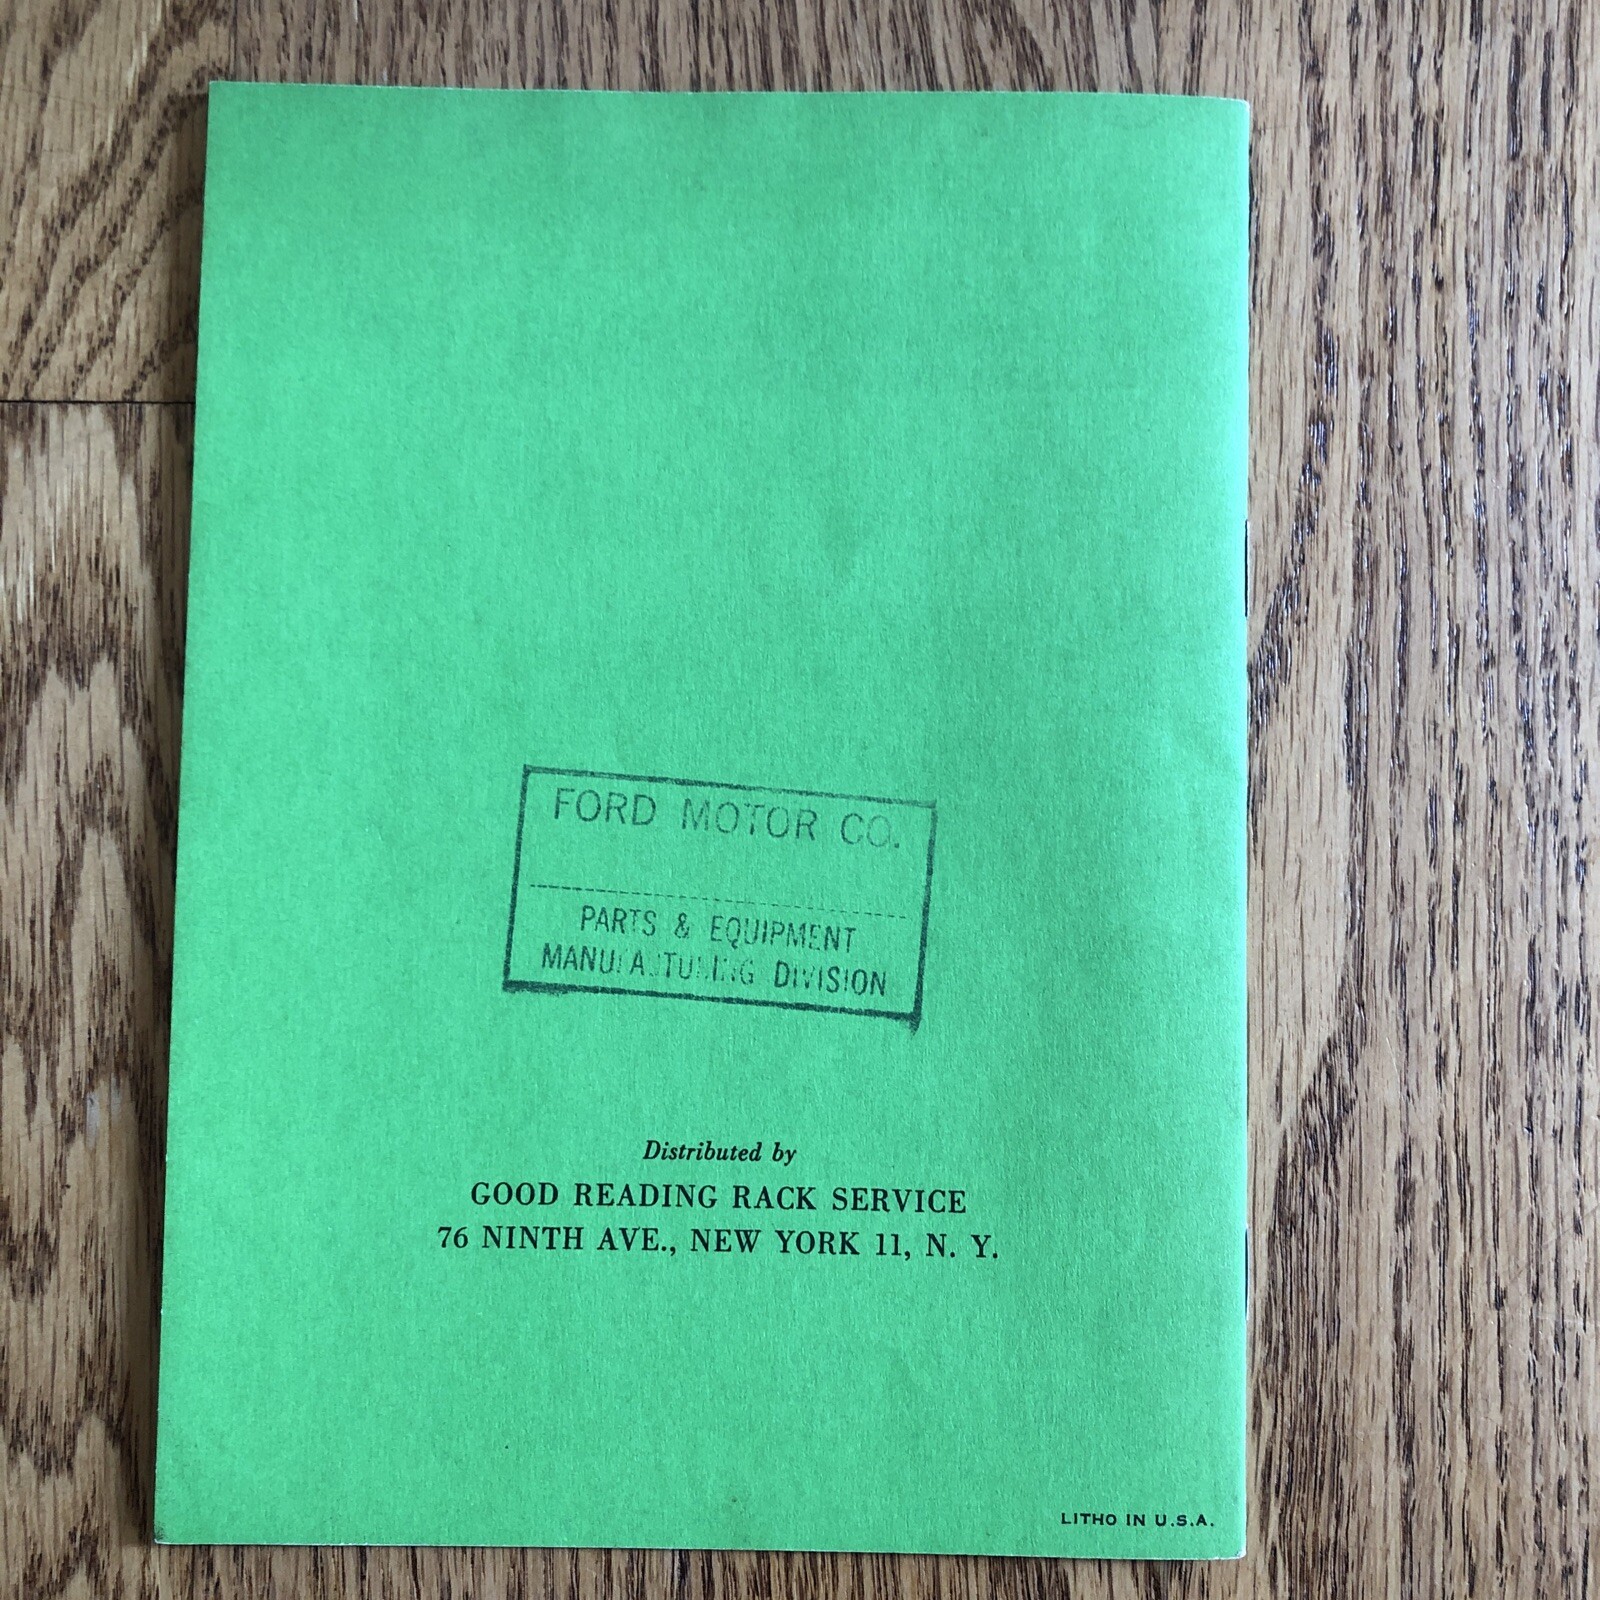 FORD MOTOR CO.
PARTS & EQUIPMENT
MANUFACTURING DIVISION
Distributed by
GOOD READING RACK SERVICE
76 NINTH AVE., NEW YORK 11, N. Y.
LITHO IN U.S.A.